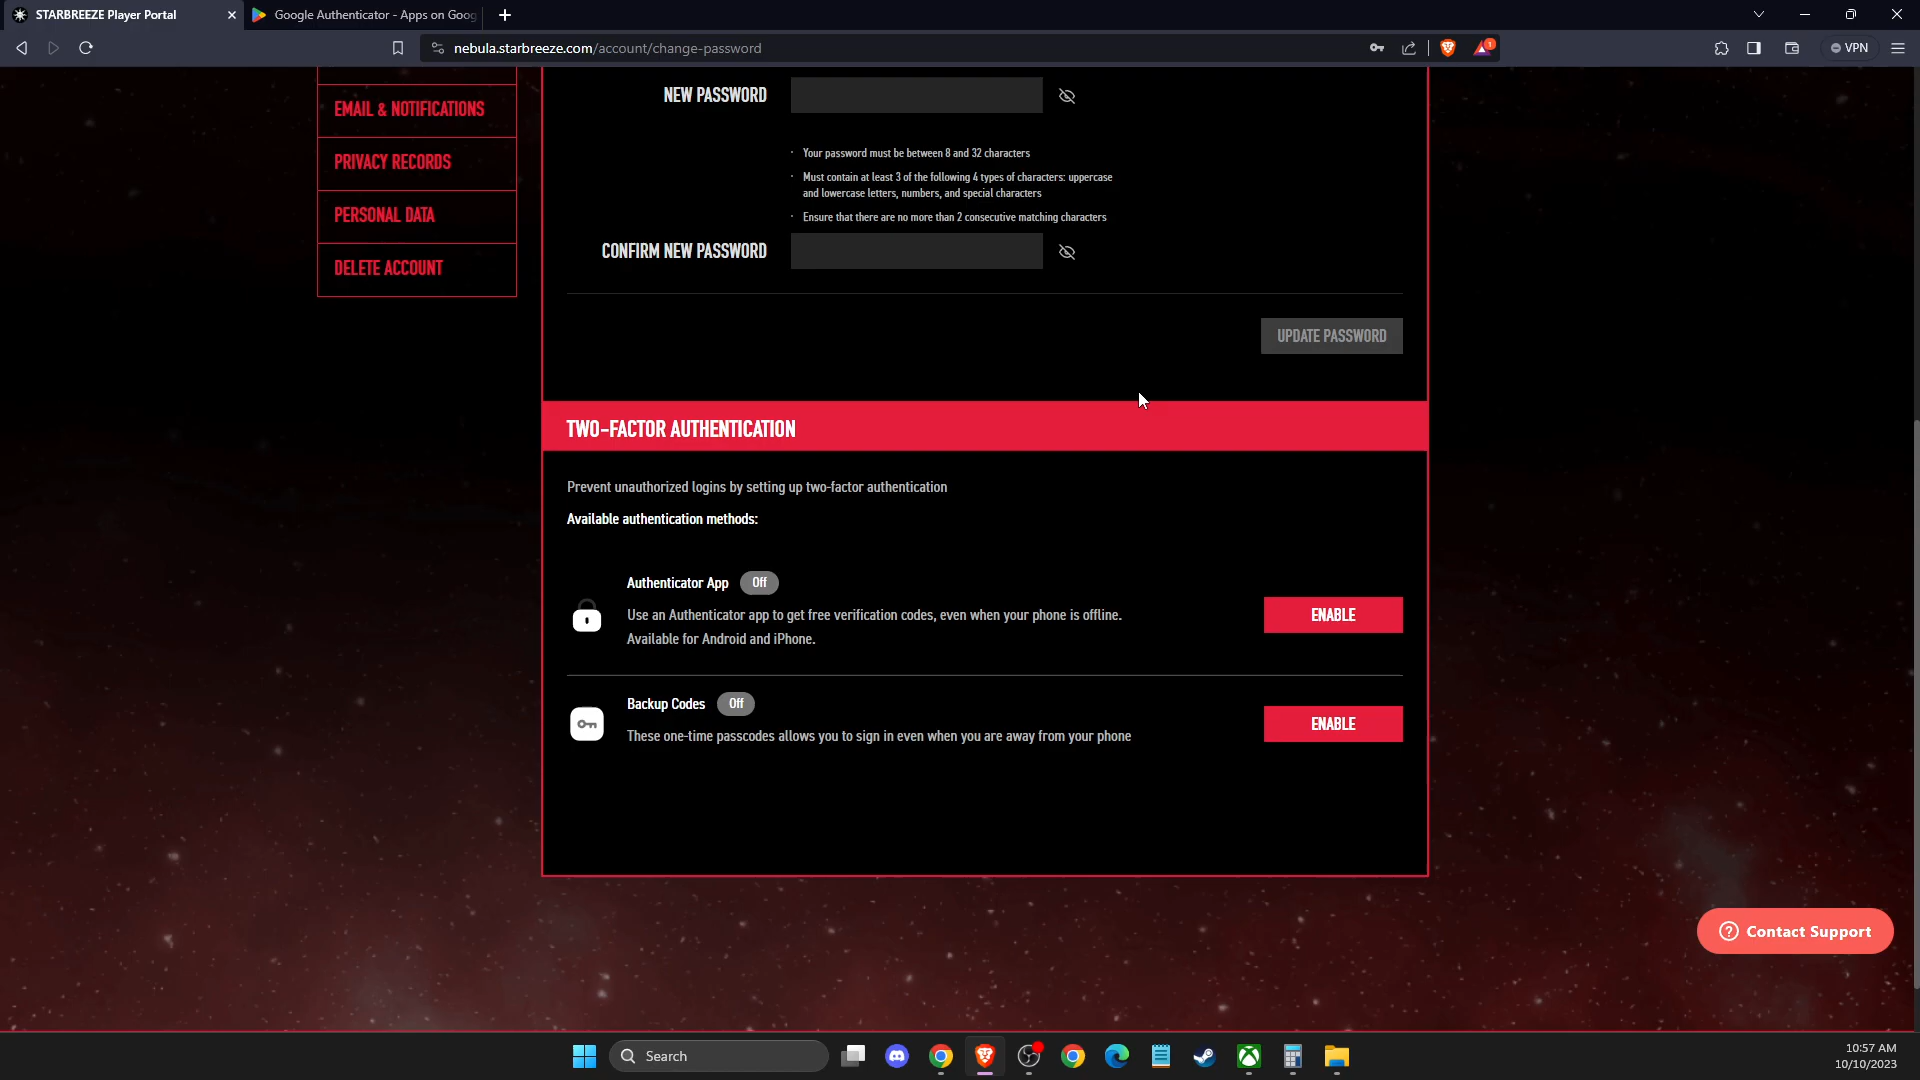 STARBREEZE Player Portal
Google Authenticator - Apps on Goog
nebula.starbreeze.com/account/change-password
1
VPN
EMAIL & NOTIFICATIONS
PRIVACY RECORDS
PERSONAL DATA
DELETE ACCOUNT
NEW PASSWORD
· Your password must be between 8 and 32 characters
· Must contain at least 3 of the following 4 types of characters: uppercase
and lowercase letters, numbers, and special characters
· Ensure that there are no more than 2 consecutive matching characters
CONFIRM NEW PASSWORD
UPDATE PASSWORD
TWO-FACTOR AUTHENTICATION
Prevent unauthorized logins by setting up two-factor authentication
Available authentication methods:
Authenticator App Off
Use an Authenticator app to get free verification codes, even when your phone is offline.
Available for Android and iPhone.
ENABLE
Backup Codes Off
These one-time passcodes allows you to sign in even when you are away from your phone
ENABLE
Contact Support
Search
10:57 AM
10/10/2023